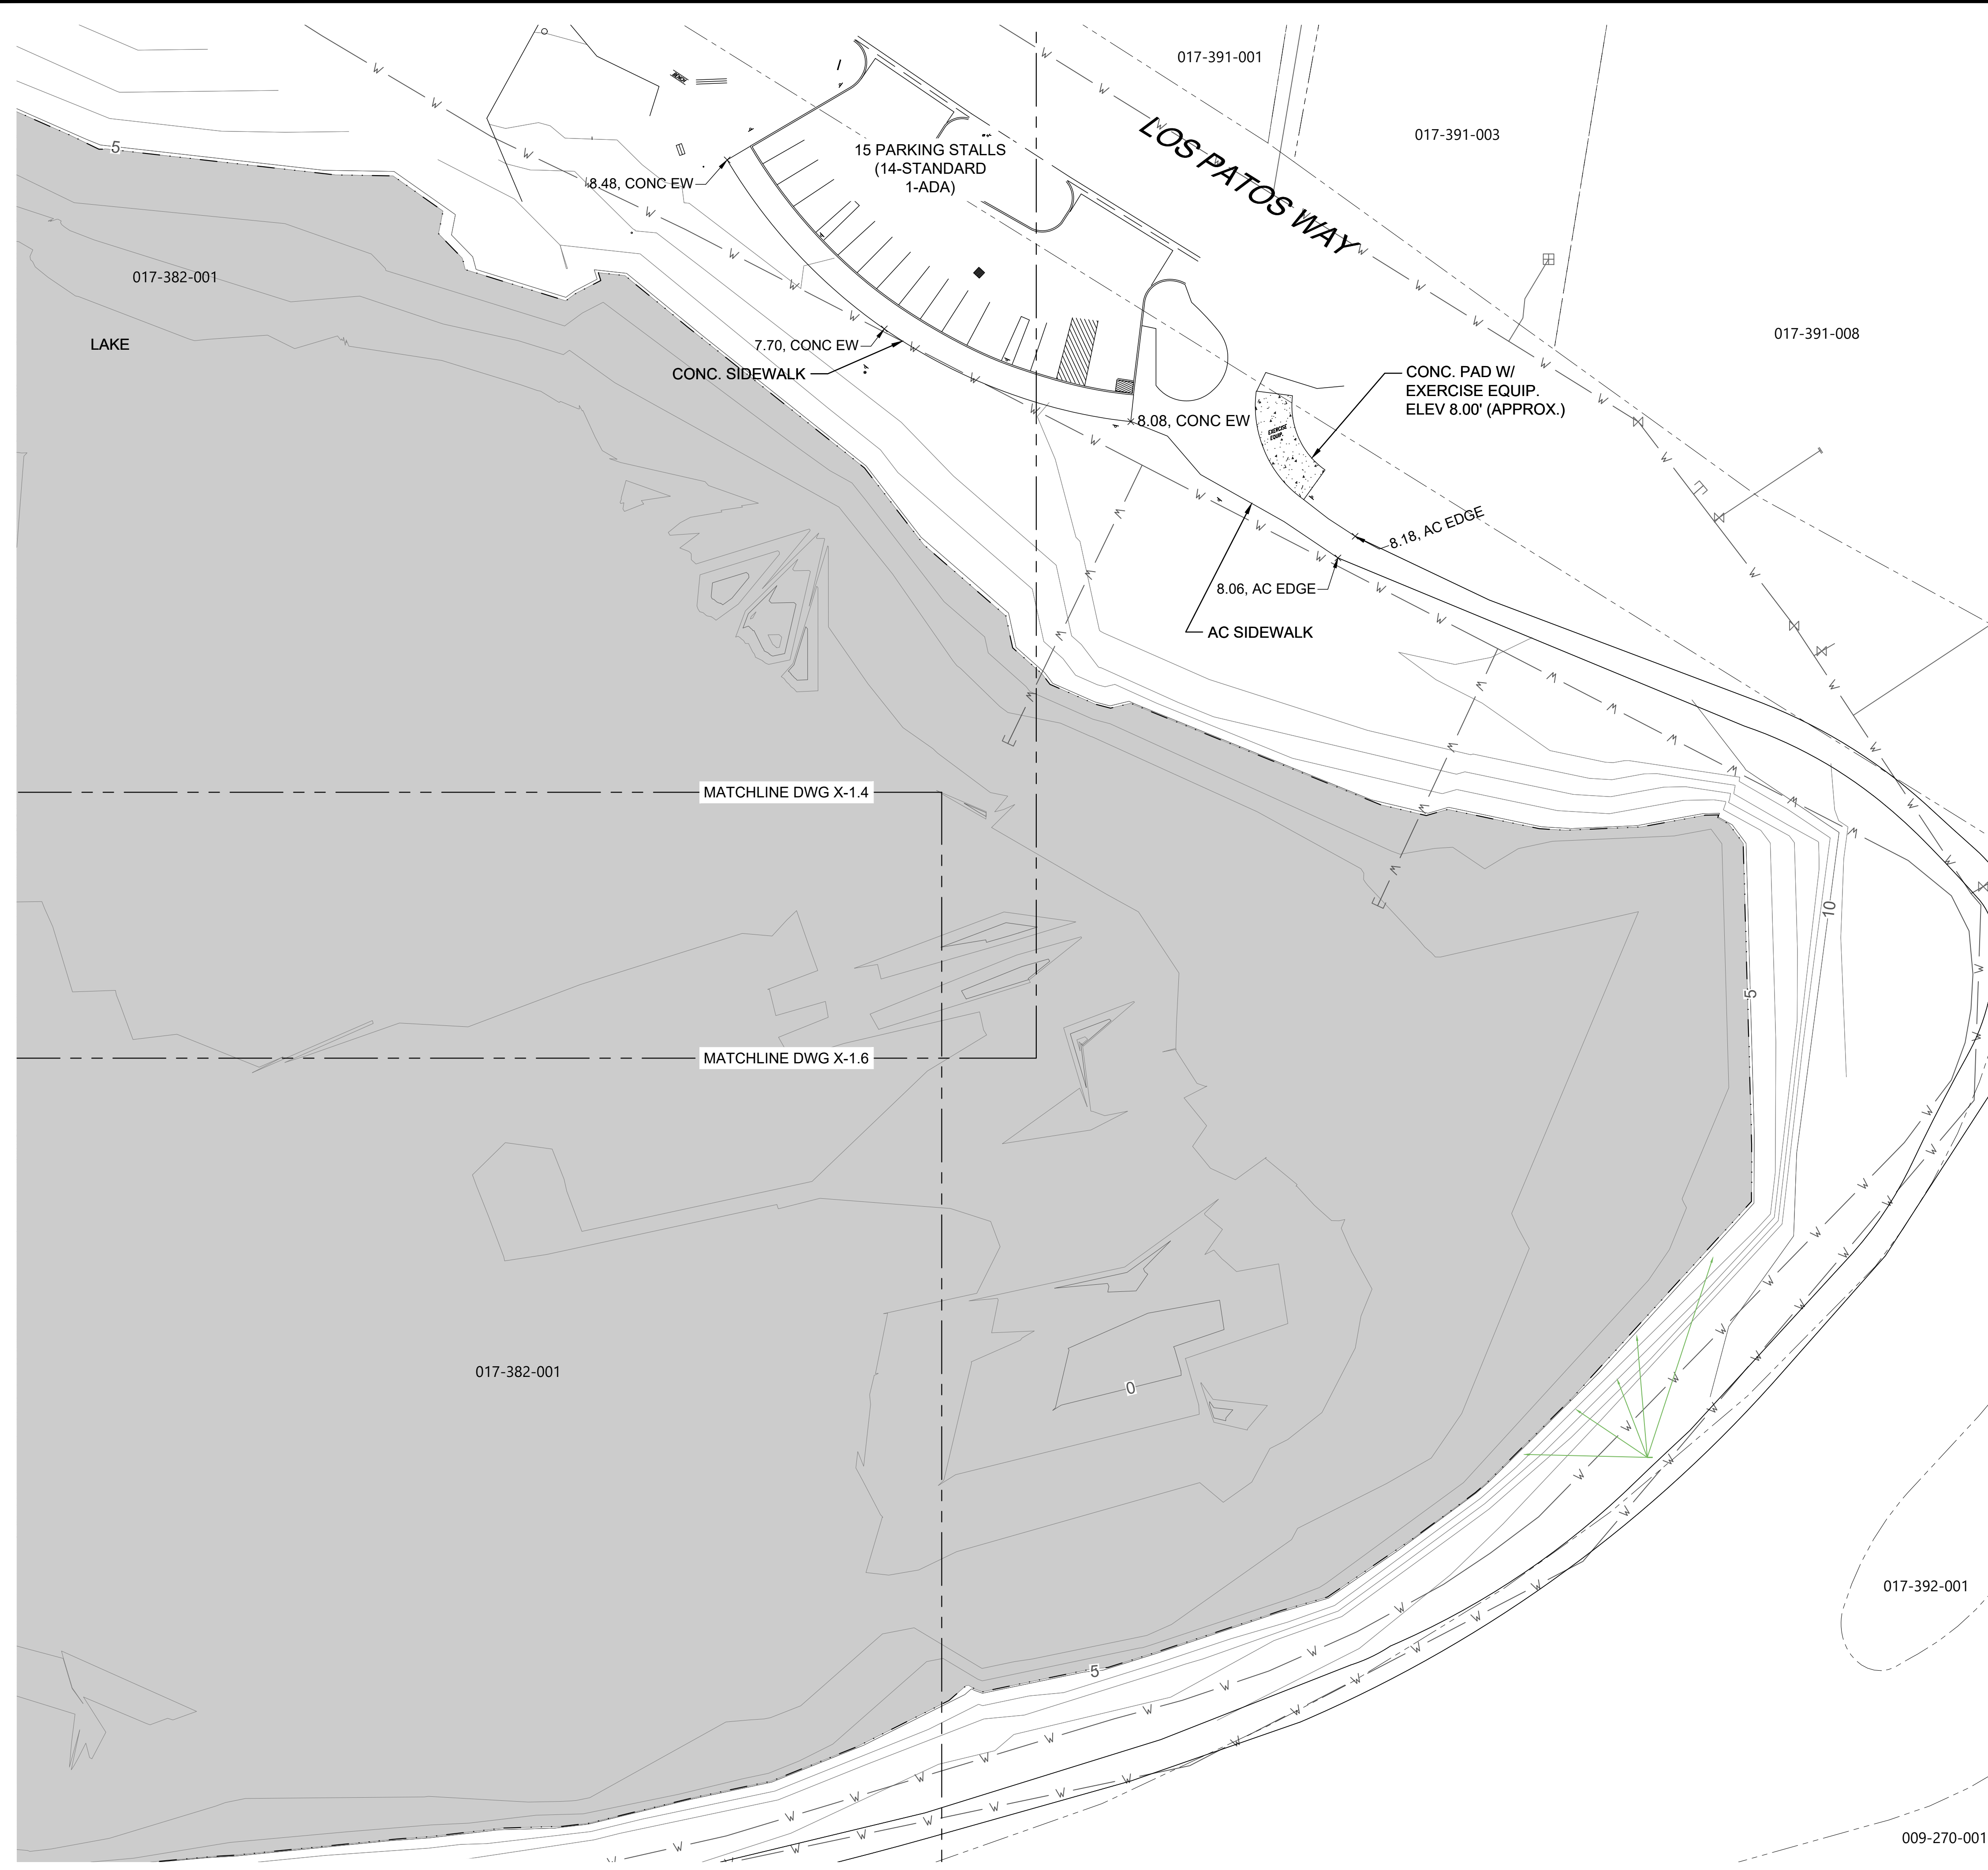 017-391-001
017-391-003
LOS PATOS WAY
5
BENCH
15 PARKING STALLS
(14-STANDARD
1-ADA)
8.48, CONC EW
017-382-001
LAKE
7.70, CONC EW
CONC. SIDEWALK
017-391-008
CONC. PAD W/
EXERCISE EQUIP.
ELEV 8.00' (APPROX.)
8.08, CONC EW
EXERCISE
EQUIP.
8.18, AC EDGE
8.06, AC EDGE
AC SIDEWALK
MATCHLINE DWG X-1.4
10
5
MATCHLINE DWG X-1.6
017-382-001
0
017-392-001
5
009-270-001